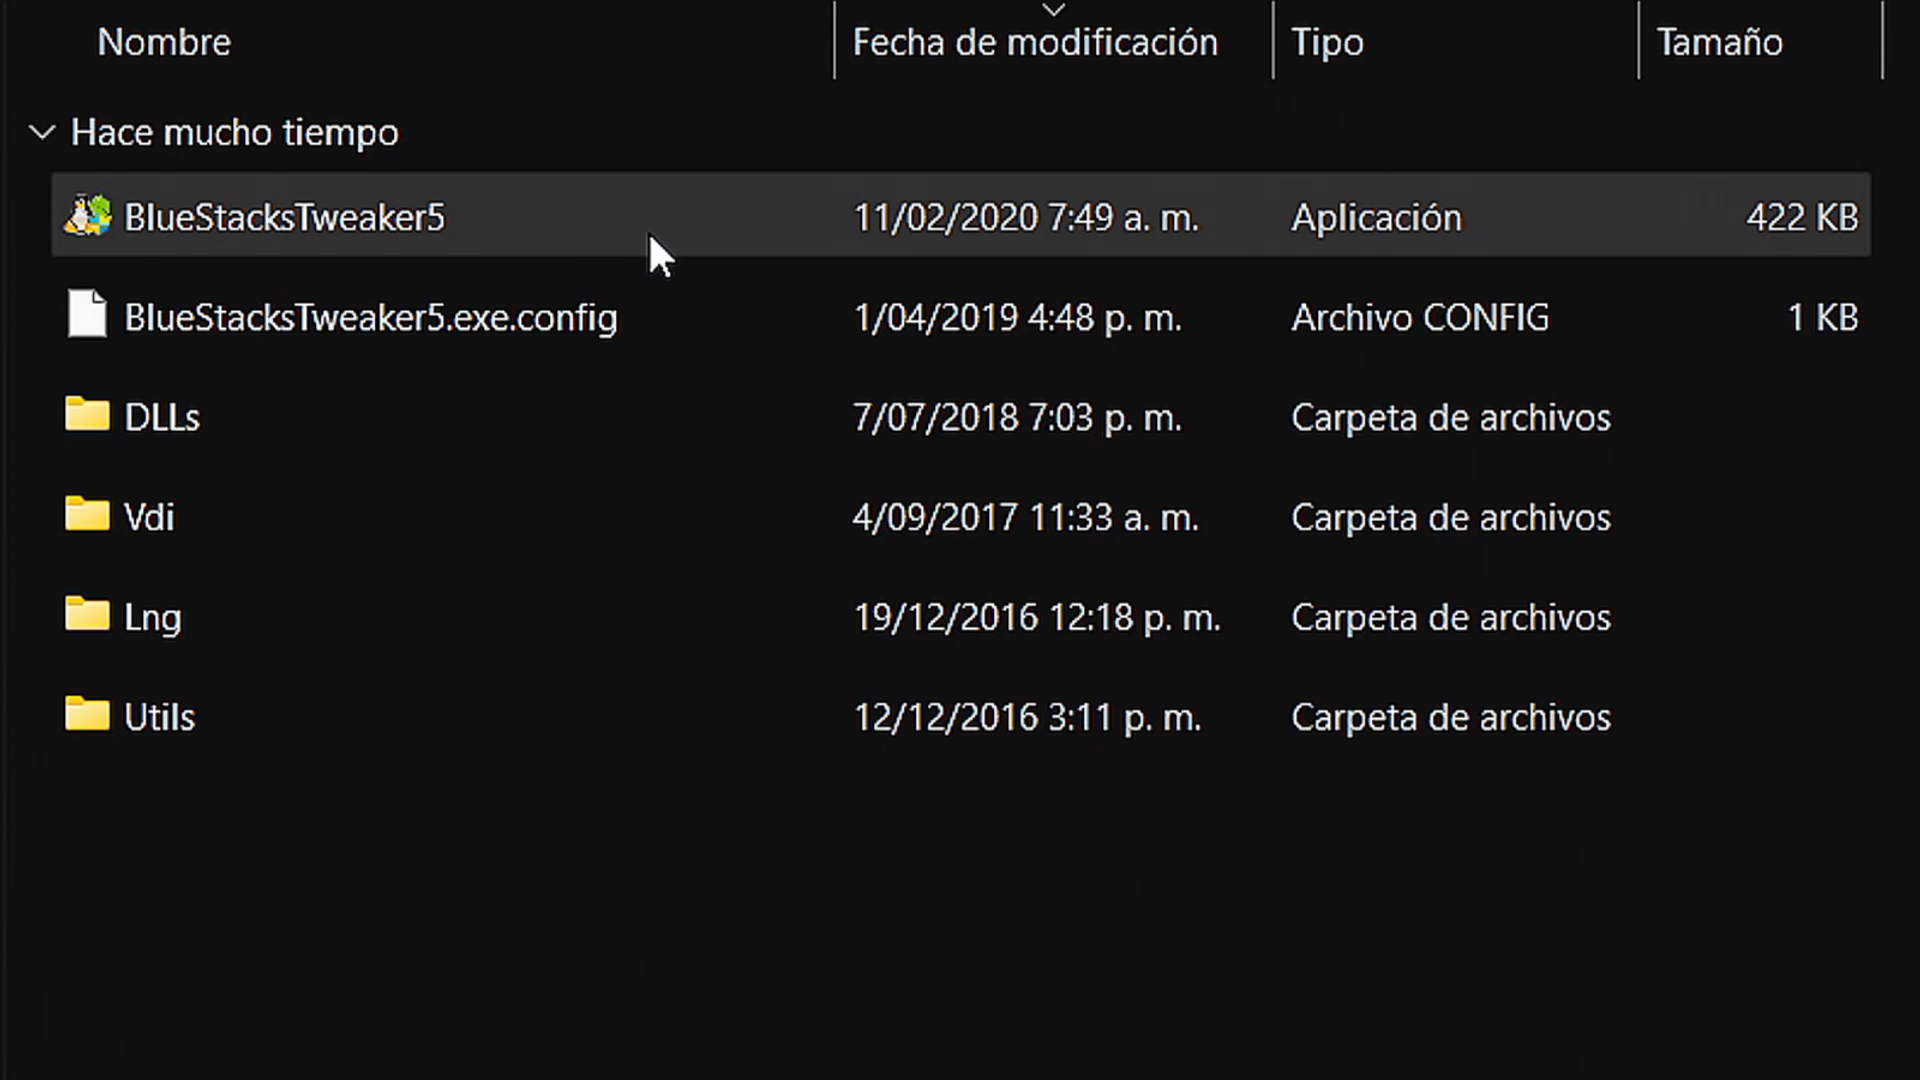 Nombre Fecha de modificación Tipo Tamaño
Hace mucho tiempo
BlueStacksTweaker5 11/02/2020 7:49 a. m. Aplicación 422 KB
BlueStacksTweaker5.exe.config 1/04/2019 4:48 p. m. Archivo CONFIG 1 KB
DLLs 7/07/2018 7:03 p. m. Carpeta de archivos
Vdi 4/09/2017 11:33 a. m. Carpeta de archivos
Lng 19/12/2016 12:18 p. m. Carpeta de archivos
Utils 12/12/2016 3:11 p. m. Carpeta de archivos